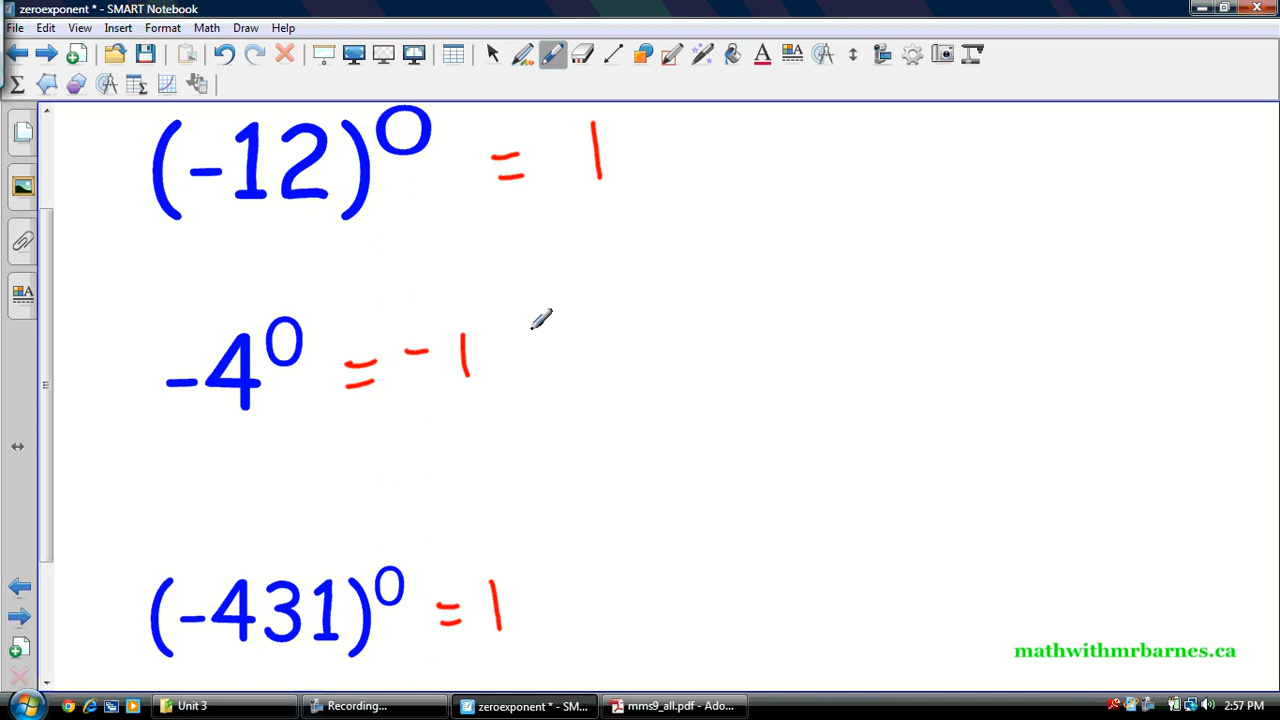 zeroexponent * - SMART Notebook
File Edit View Insert Format Math Draw Help
(-12)⁰ = 1
-4⁰ = -1
(-431)⁰ = 1
mathwithmrbarnes.ca
Unit 3 Recording... zeroexponent * - SM... mms9_all.pdf - Ado... 2:57 PM